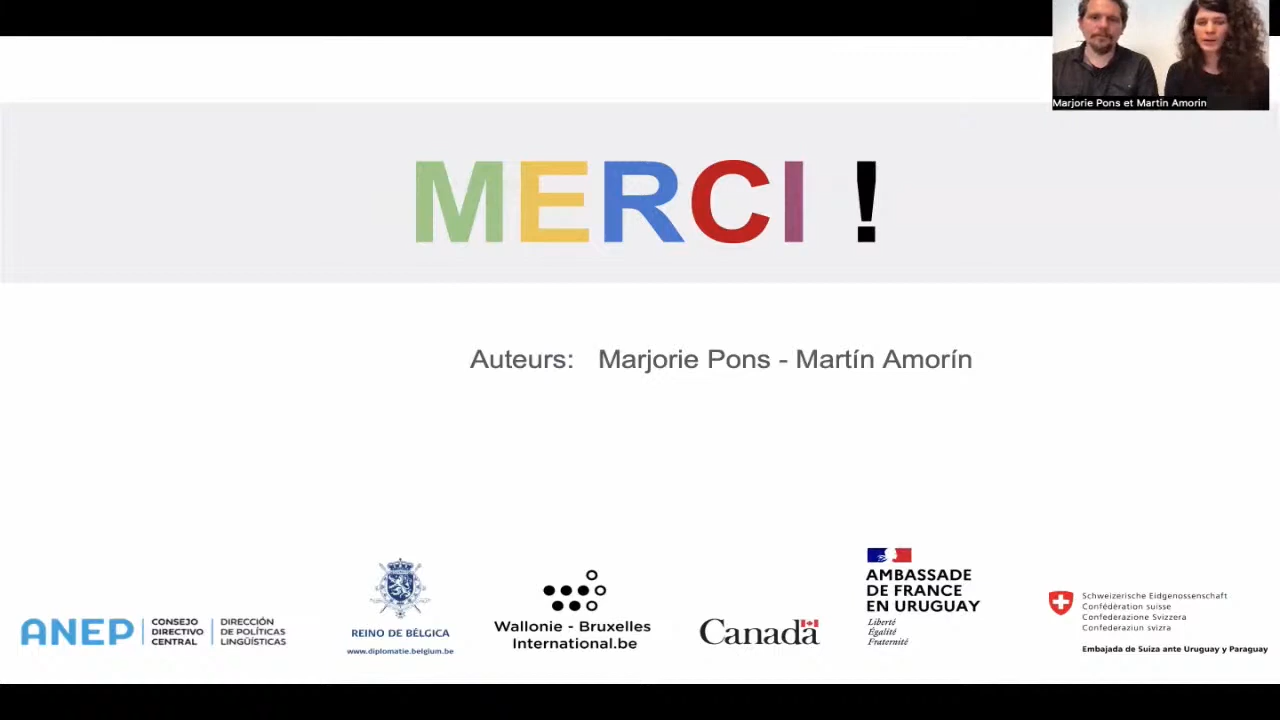 Marjorie Pons et Martin Amorin
MERCI !
Auteurs: Marjorie Pons - Martín Amorín
ANEP
CONSEJO
DIRECTIVO
CENTRAL
DIRECCIÓN
DE POLÍTICAS
LINGÜÍSTICAS
REINO DE BÉLGICA
www.diplomatie.belgium.be
Wallonie - Bruxelles
International.be
Canada
AMBASSADE
DE FRANCE
EN URUGUAY
Liberté
Égalité
Fraternité
Schweizerische Eidgenossenschaft
Confédération suisse
Confederazione Svizzera
Confederaziun svizra
Embajada de Suiza ante Uruguay y Paraguay